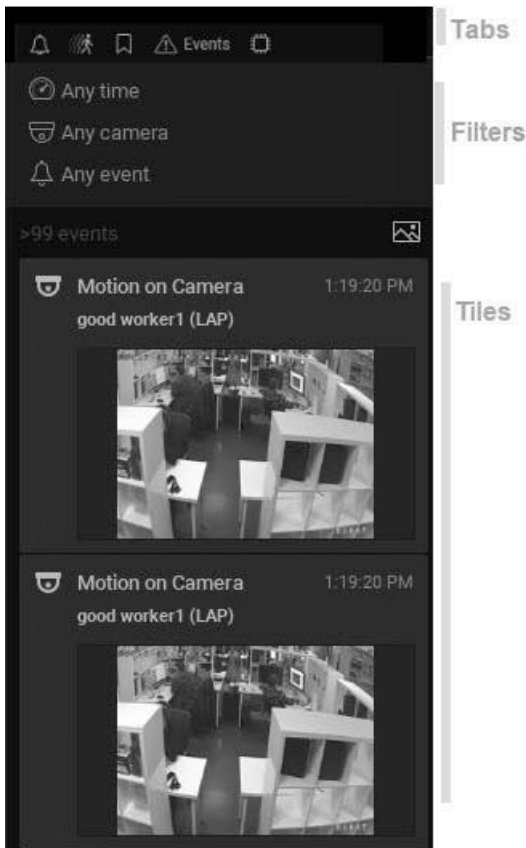 Tabs
Events
Any time
Filters
Any camera
Any event
>99 events
Motion on Camera 1:19:20 PM
Tiles
good worker1 (LAP)
Motion on Camera 1:19:20 PM
good worker1 (LAP)